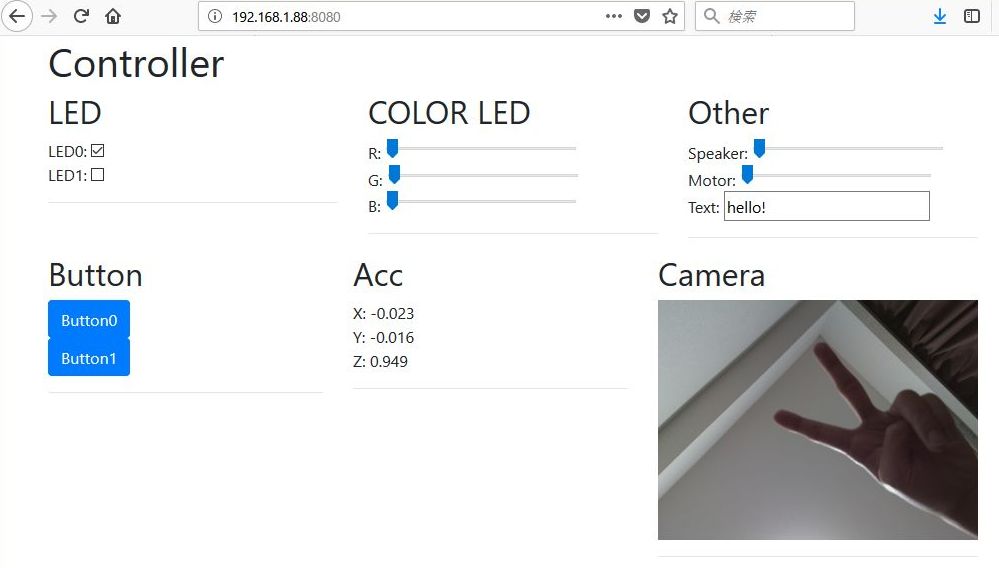 192.168.1.88:8080
検索
Controller
LED
LED0:
LED1:
COLOR LED
R:
G:
B:
Other
Speaker:
Motor:
Text: hello!
Button
Button0
Button1
Acc
X: -0.023
Y: -0.016
Z: 0.949
Camera